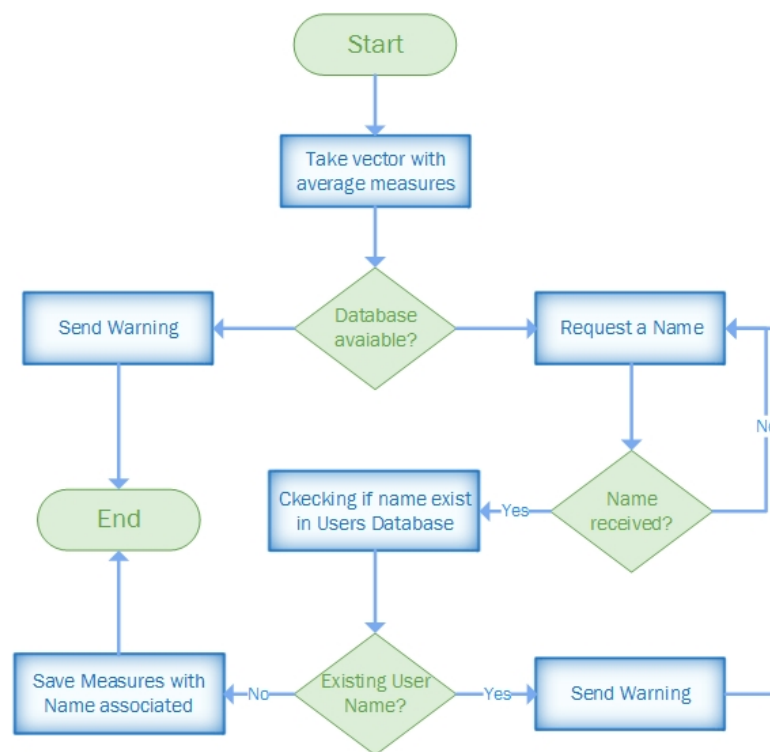 Start
Take vector with
average measures
Database
avaiable?
Send Warning
Request a Name
No
Name
received?
Yes
Ckecking if name exist
in Users Database
End
Existing User
Name?
No
Save Measures with
Name associated
Yes
Send Warning